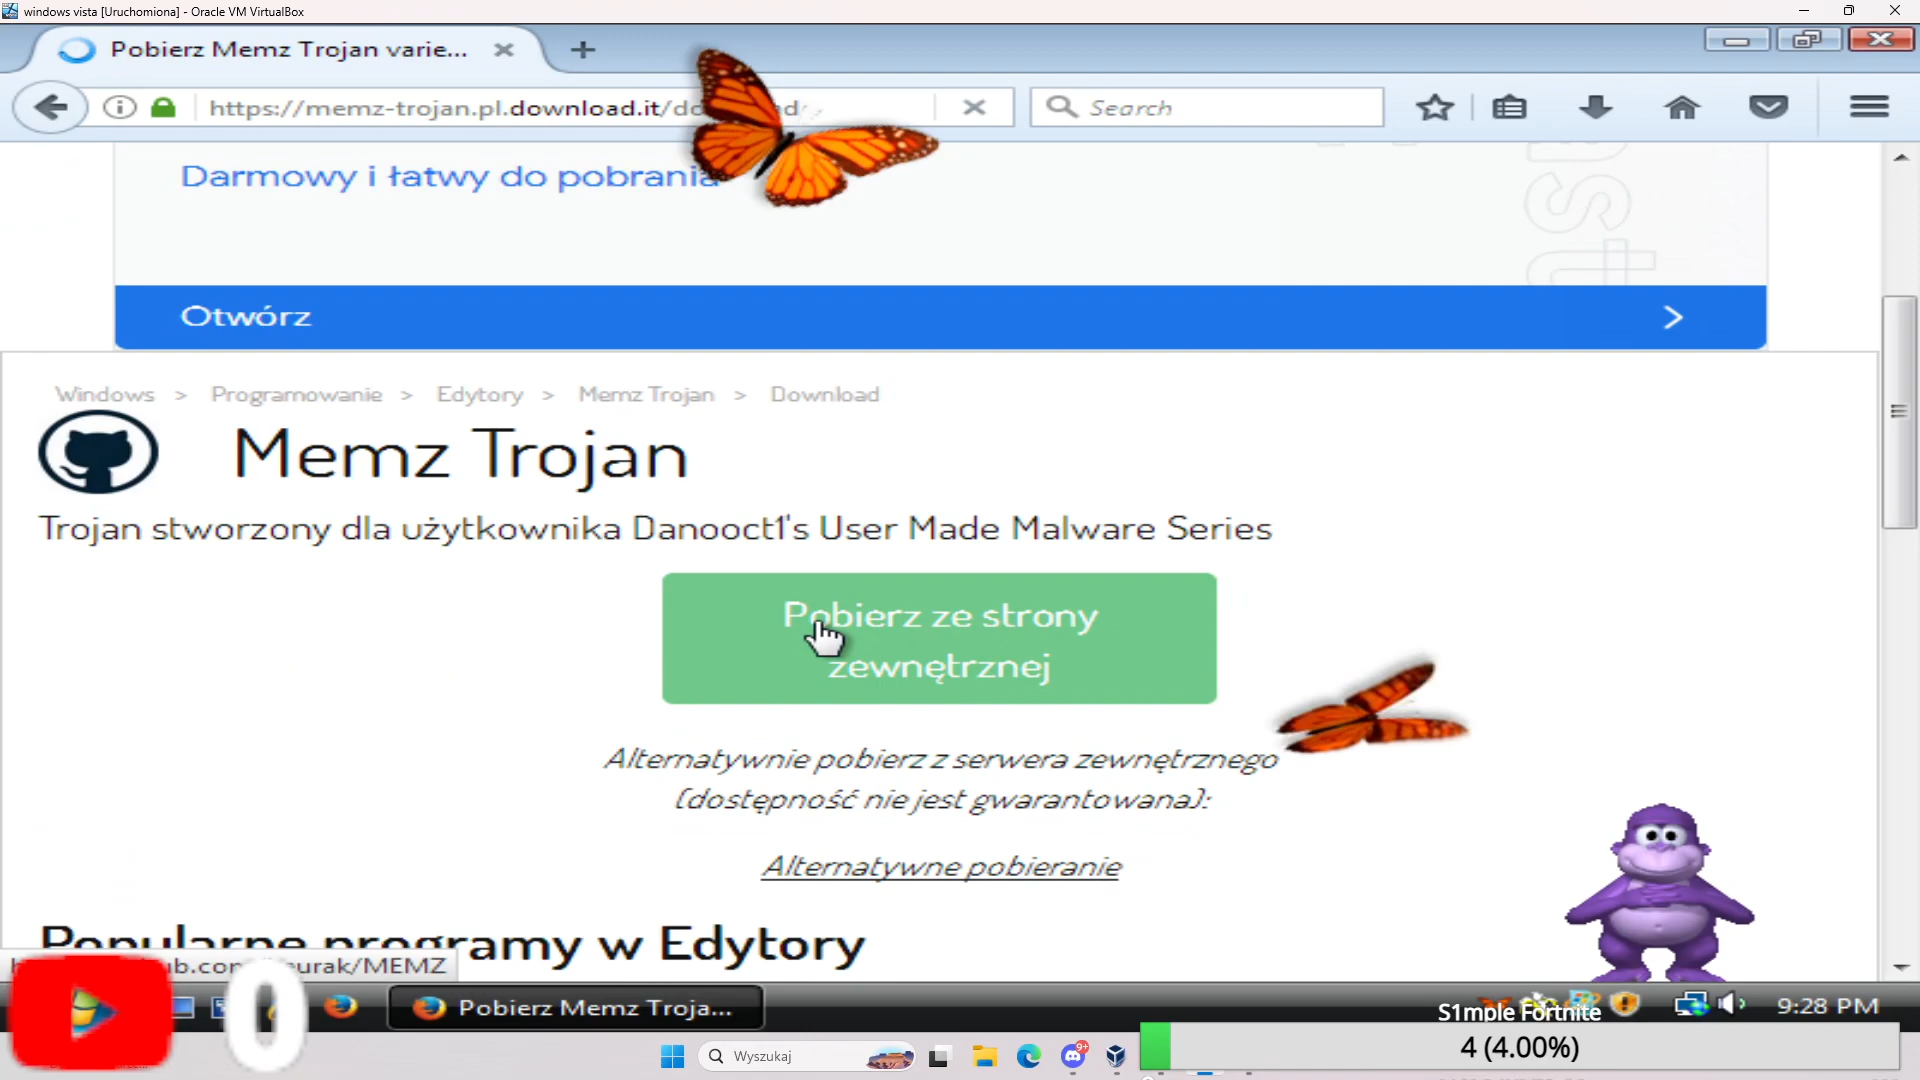 windows vista [Uruchomiona] - Oracle VM VirtualBox
Pobierz Memz Trojan varie...
https://memz-trojan.pl.download.it/do
Search
Darmowy i łatwy do pobrania
Otwórz
Windows > Programowanie > Edytory > Memz Trojan > Download
Memz Trojan
Trojan stworzony dla użytkownika Danooct1's User Made Malware Series
Pobierz ze strony
zewnętrznej
Alternatywnie pobierz z serwera zewnętrznego
(dostępność nie jest gwarantowana):
Alternatywne pobieranie
Popularne programy w Edytory
urak/MEMZ
0
Pobierz Memz Troja...
S1mple Fortnite
9:28 PM
Wyszukaj
9+
4 (4.00%)